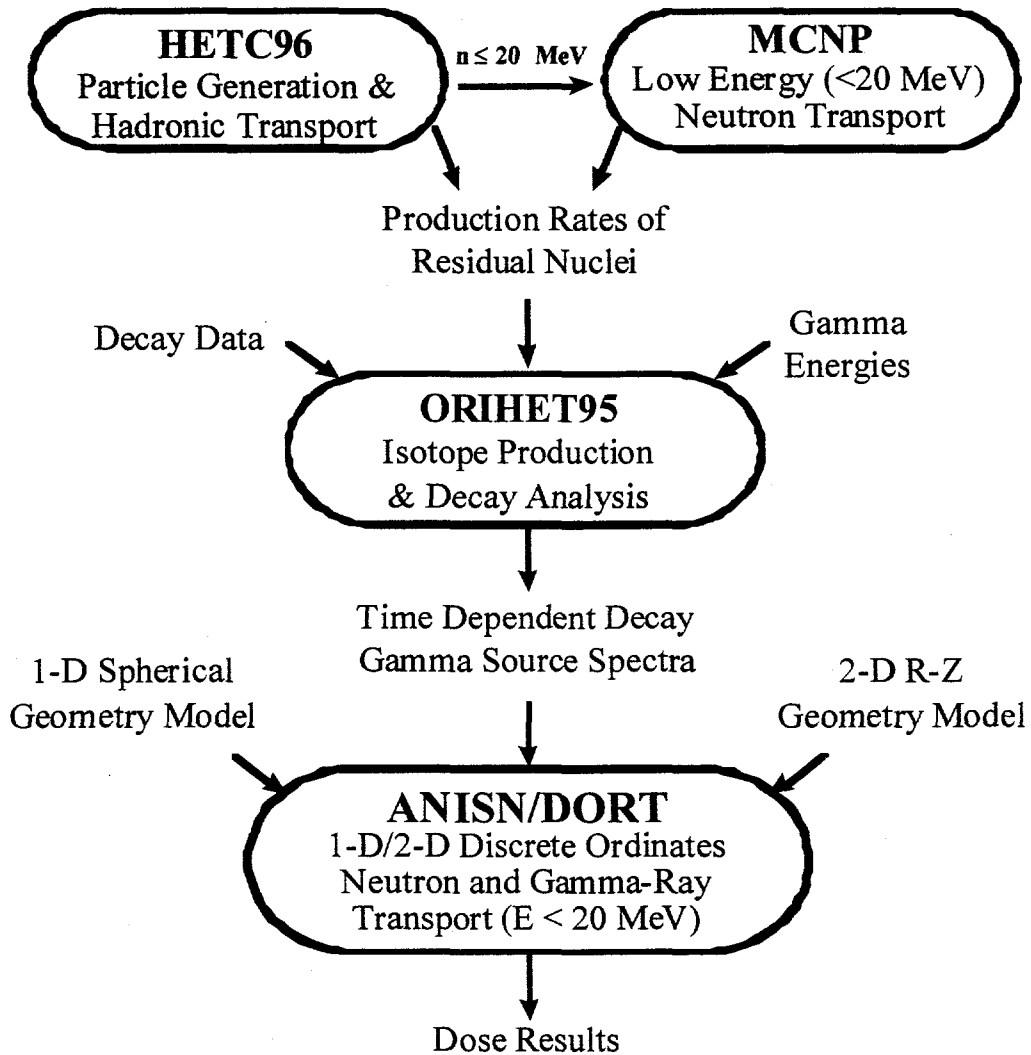 HETC96
Particle Generation &
Hadronic Transport
n ≤ 20 MeV
MCNP
Low Energy (<20 MeV)
Neutron Transport
Production Rates of
Residual Nuclei
Decay Data
Gamma
Energies
ORIHET95
Isotope Production
& Decay Analysis
Time Dependent Decay
Gamma Source Spectra
1-D Spherical
Geometry Model
2-D R-Z
Geometry Model
ANISN/DORT
1-D/2-D Discrete Ordinates
Neutron and Gamma-Ray
Transport (E < 20 MeV)
Dose Results